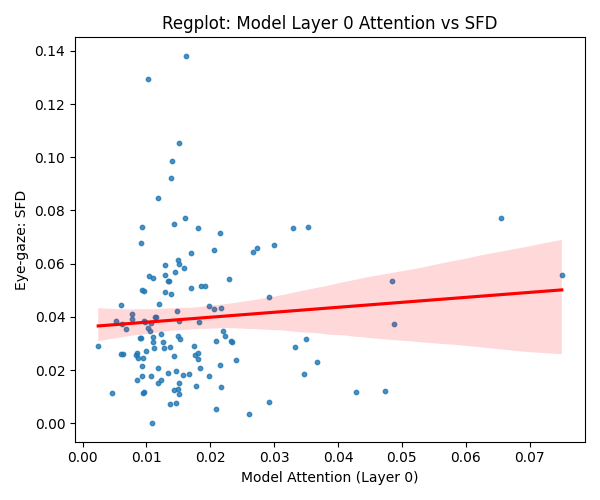 Regplot: Model Layer 0 Attention vs SFD
0.14
0.12
0.10
0.08
0.06
0.04
0.02
0.00
Eye-gaze: SFD
0.00 0.01 0.02 0.03 0.04 0.05 0.06 0.07
Model Attention (Layer 0)